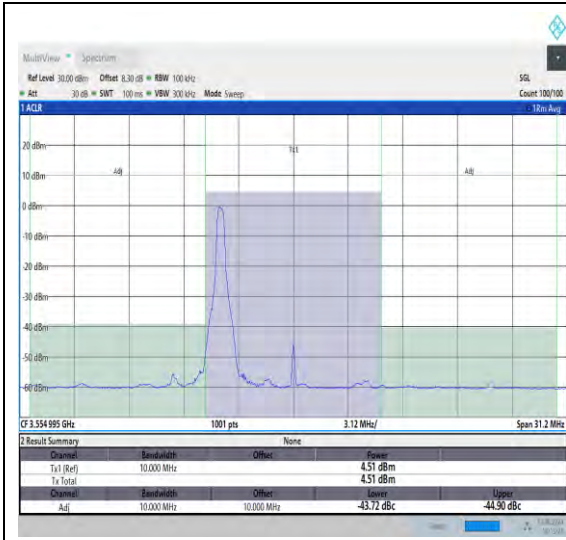 MultiView Spectrum
Ref Level 30.00 dBm Offset 8.30 dB RBW 100 kHz SGL
Att 30 dB SWT 100 ms VBW 300 kHz Mode Sweep Count 100/100
1 ACLR 1Rm Avg
20 dBm
Tx1
Adj Adj
10 dBm
0 dBm
-10 dBm
-20 dBm
-30 dBm
-40 dBm
-50 dBm
-60 dBm
CF 3.554 995 GHz 1001 pts 3.12 MHz/ Span 31.2 MHz
2 Result Summary None
Channel Bandwidth Offset Power
Tx1 (Ref) 10.000 MHz 4.51 dBm
Tx Total 4.51 dBm
Channel Bandwidth Offset Lower Upper
Adj 10.000 MHz 10.000 MHz -43.72 dBc -44.90 dBc